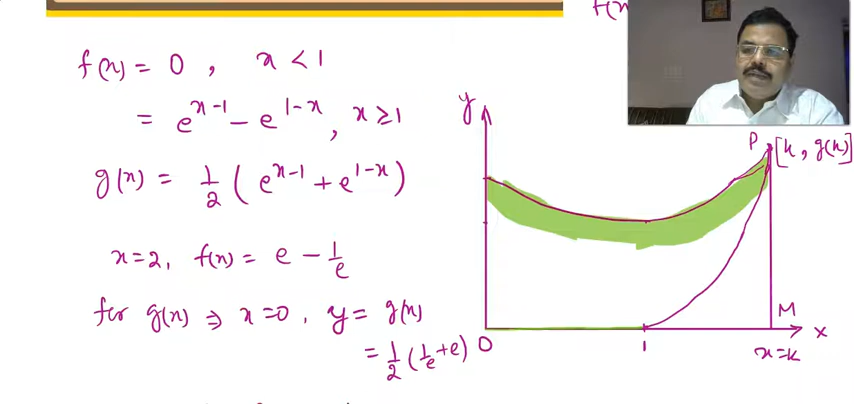 f(x
f(x) = 0 , x < 1
= e^{x-1} - e^{1-x}, x ≥ 1
g(x) = 1/2 ( e^{x-1} + e^{1-x} )
x=2, f(x) = e - 1/e
for g(x) ⇒ x=0, y = g(x)
= 1/2 ( 1/e + e )
y
P [k, g(k)]
M
0 1 x=k x